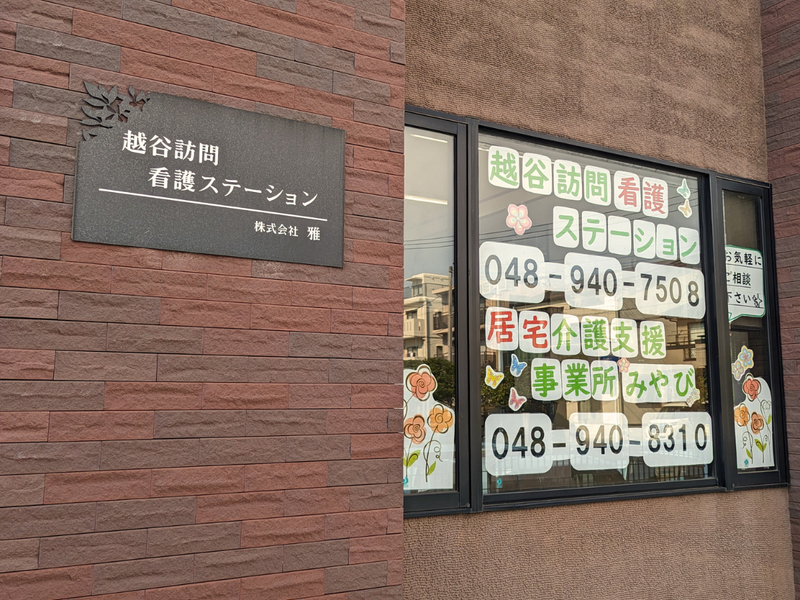 越谷訪問
看護ステーション
株式会社 雅
越谷訪問看護
ステーション
048-940-7508
居宅介護支援
事業所みやび
048-940-8310
お気軽に
ご相談
下さい